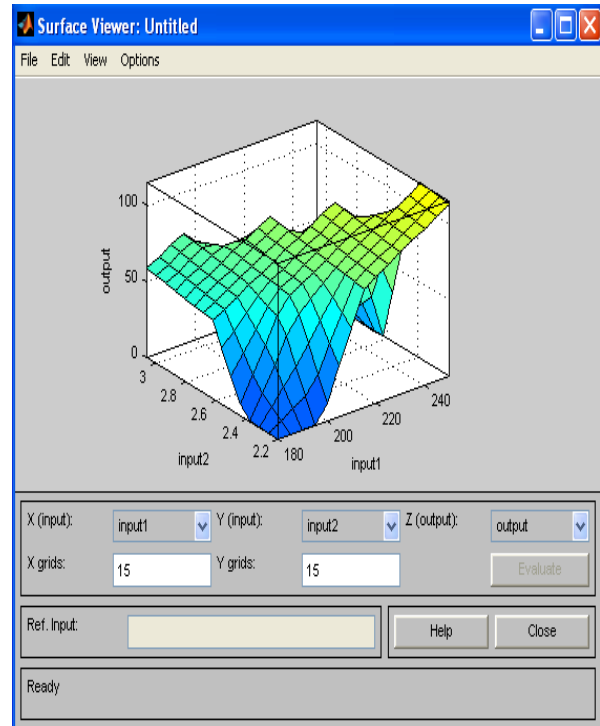 Surface Viewer: Untitled
File Edit View Options
100
50
0
output
3
2.8
2.6
2.4
2.2
input2
180
200
220
240
input1
X (input): input1 Y (input): input2 Z (output): output
X grids: 15 Y grids: 15 Evaluate
Ref. Input: Help Close
Ready